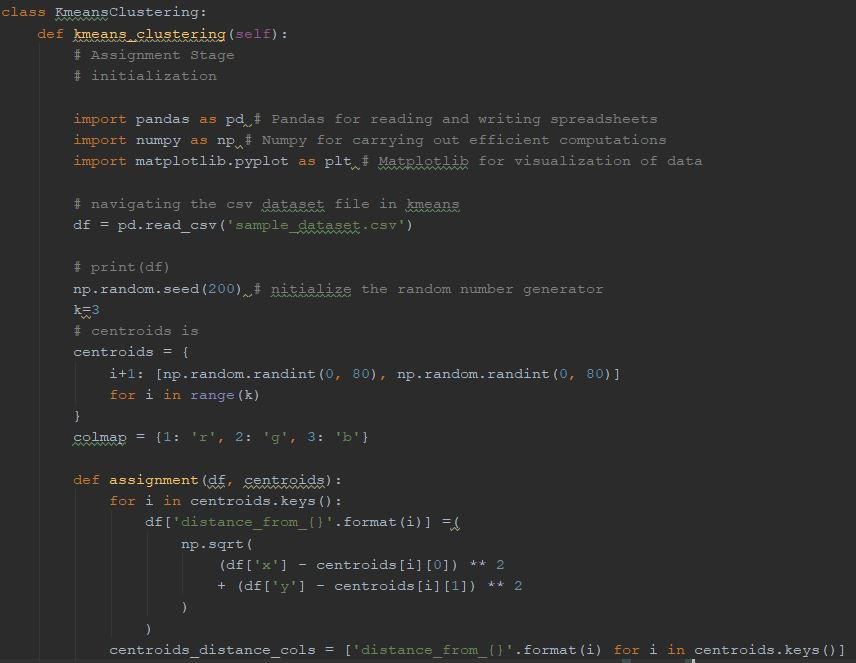 class KmeansClustering:
    def kmeans_clustering(self):
        # Assignment Stage
        # initialization

        import pandas as pd # Pandas for reading and writing spreadsheets
        import numpy as np # Numpy for carrying out efficient computations
        import matplotlib.pyplot as plt # Matplotlib for visualization of data

        # navigating the csv dataset file in kmeans
        df = pd.read_csv('sample_dataset.csv')

        # print(df)
        np.random.seed(200) # nitialize the random number generator
        k=3
        # centroids is
        centroids = {
            i+1: [np.random.randint(0, 80), np.random.randint(0, 80)]
            for i in range(k)
        }
        colmap = {1: 'r', 2: 'g', 3: 'b'}

        def assignment(df, centroids):
            for i in centroids.keys():
                df['distance_from_{}'.format(i)] =(
                    np.sqrt(
                        (df['x'] - centroids[i][0]) ** 2
                        + (df['y'] - centroids[i][1]) ** 2
                    )
                )
            centroids_distance_cols = ['distance_from_{}'.format(i) for i in centroids.keys()]